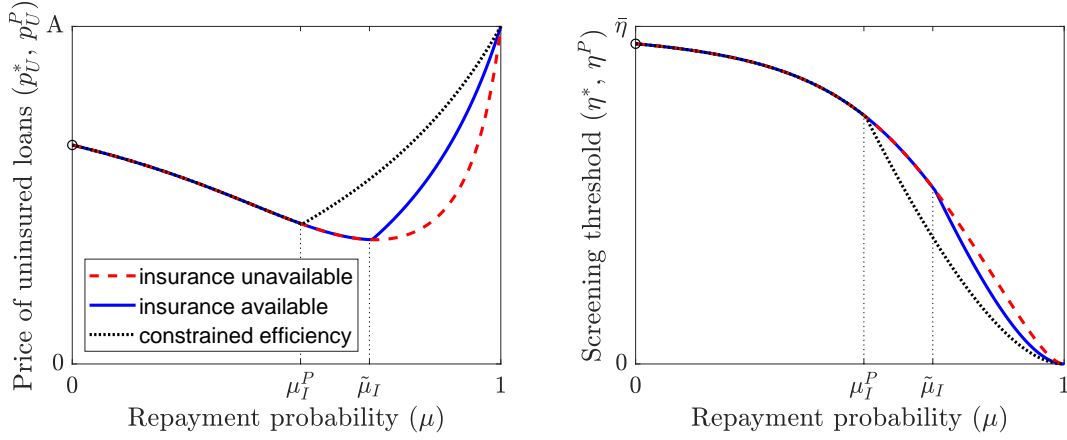 Price of uninsured loans (p*_U, p^P_U)
A
0
insurance unavailable
insurance available
constrained efficiency
0
μ^P_I
μ̃_I
1
Repayment probability (μ)
Screening threshold (η*, η^P)
η̄
0
0
μ^P_I
μ̃_I
1
Repayment probability (μ)